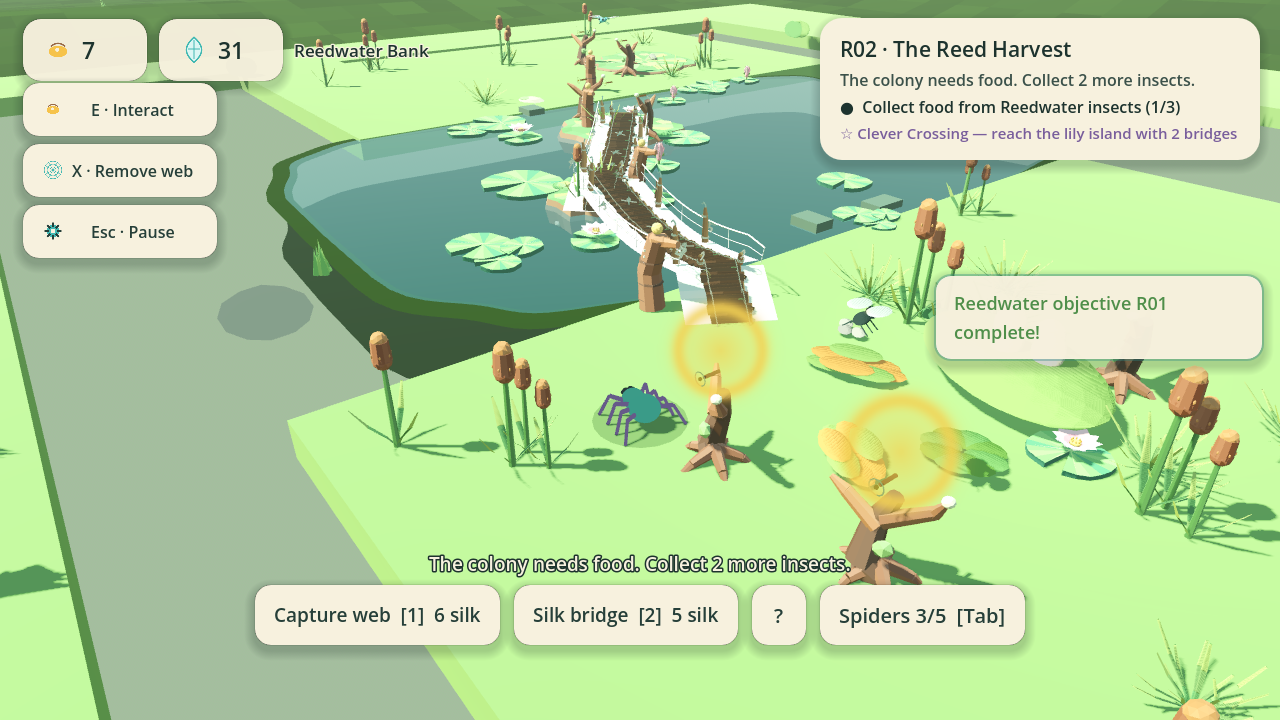 7
31
Reedwater Bank
E · Interact
X · Remove web
Esc · Pause
R02 · The Reed Harvest
The colony needs food. Collect 2 more insects.
● Collect food from Reedwater insects (1/3)
☆ Clever Crossing — reach the lily island with 2 bridges
Reedwater objective R01
complete!
The colony needs food. Collect 2 more insects.
Capture web [1] 6 silk
Silk bridge [2] 5 silk
?
Spiders 3/5 [Tab]